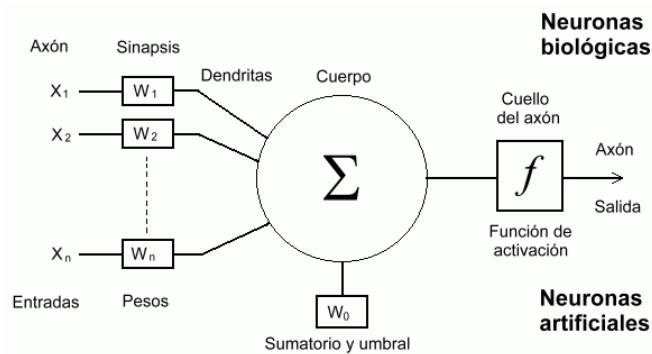 Neuronas
biológicas
Axón
Sinapsis
Dendritas
Cuerpo
X1
W1
X2
W2
Xn
Wn
Σ
Cuello
del axón
f
Axón
Salida
Función de
activación
Entradas
Pesos
W0
Sumatorio y umbral
Neuronas
artificiales